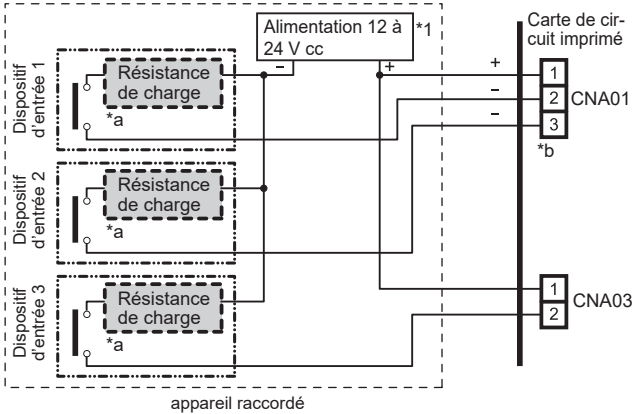 Alimentation 12 à
24 V cc
*1
Carte de cir-
cuit imprimé
Dispositif
d'entrée 1
Résistance
de charge
*a
–
+
+
–
–
1
2
3
CNA01
*b
Dispositif
d'entrée 2
Résistance
de charge
*a
Dispositif
d'entrée 3
Résistance
de charge
*a
1
2
CNA03
appareil raccordé